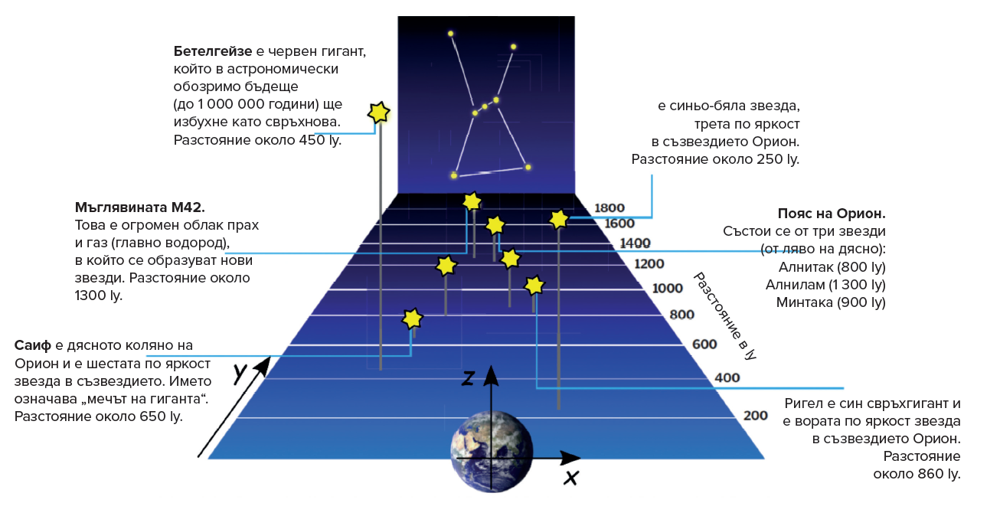 Бетелгейзе е червен гигант,
който в астрономически
обозримо бъдеще
(до 1 000 000 години) ще
избухне като свръхнова.
Разстояние около 450 ly.
е синьо-бяла звезда,
трета по яркост
в съзвездието Орион.
Разстояние около 250 ly.
Мъглявината М42.
Това е огромен облак прах
и газ (главно водород),
в който се образуват нови
звезди. Разстояние около
1300 ly.
Пояс на Орион.
Състои се от три звезди
(от ляво на дясно):
Алнитак (800 ly)
Алнилам (1 300 ly)
Минтака (900 ly)
1800
1600
1400
1200
1000
800
600
400
200
Разстояние в ly
Саиф е дясното коляно на
Орион и е шестата по яркост
звезда в съзвездието. Името
означава „мечът на гиганта“.
Разстояние около 650 ly.
y
z
x
Ригел е син свръхгигант и
е вората по яркост звезда
в съзвездието Орион.
Разстояние
около 860 ly.